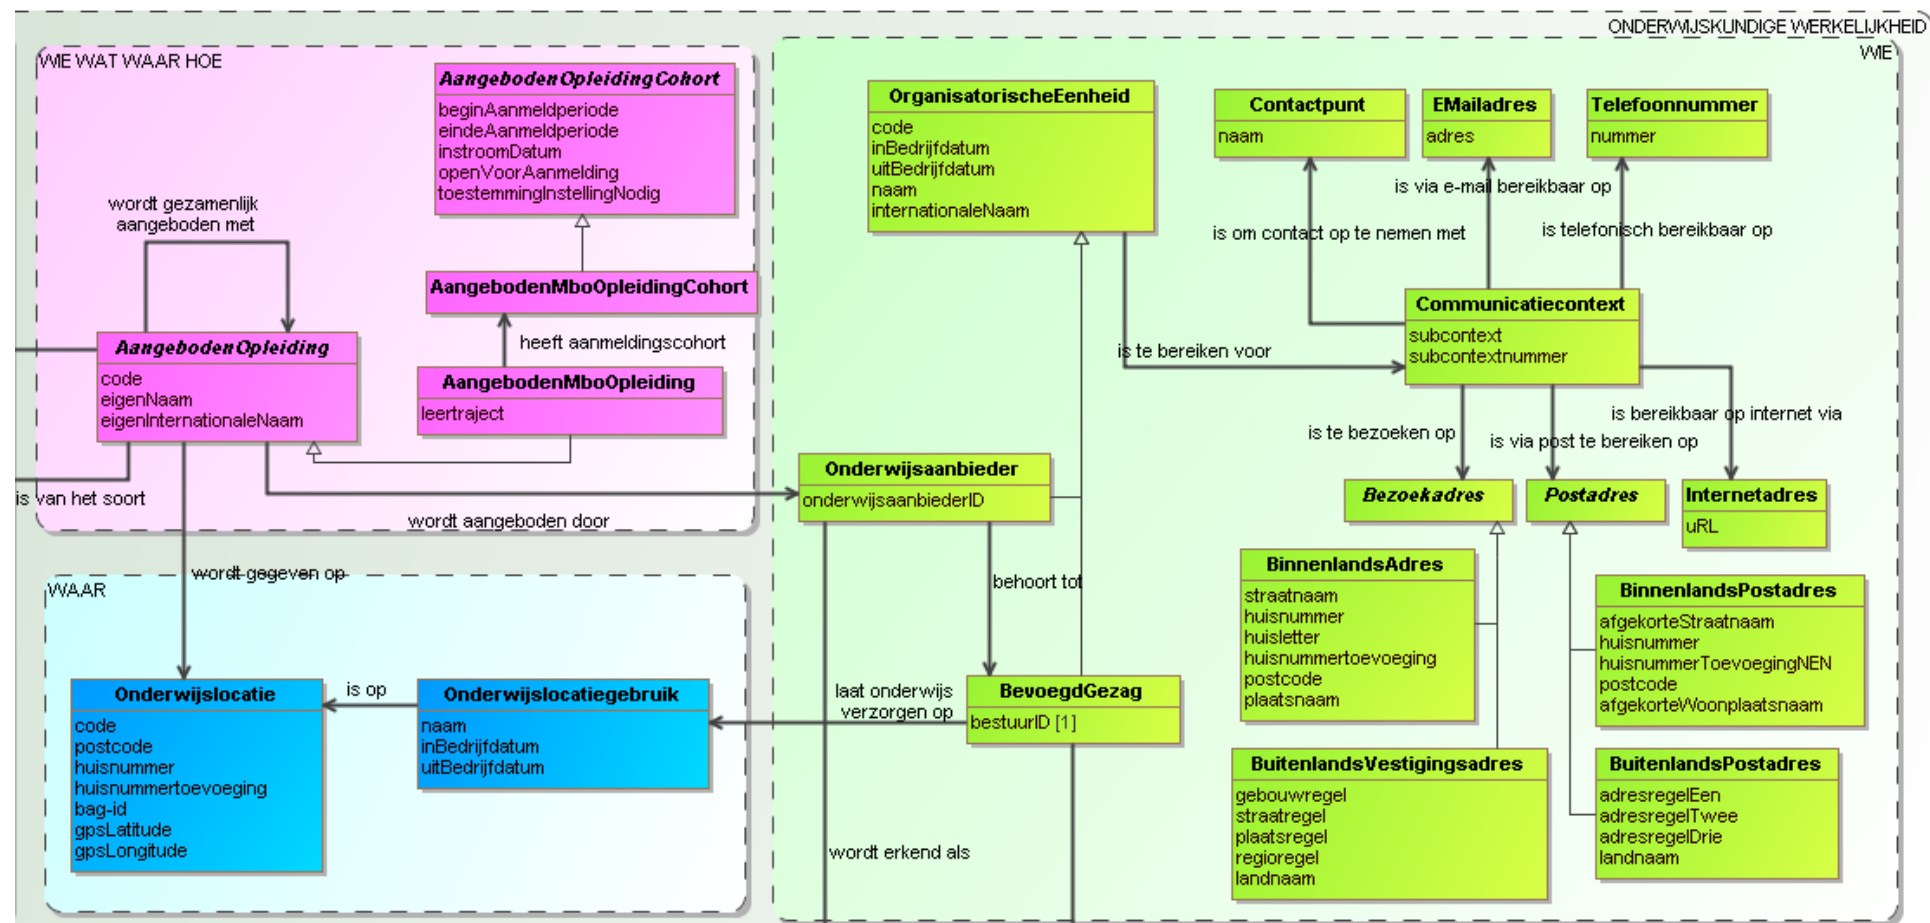 ONDERWIJSKUNDIGE WERKELIJKHEID
WIE WAT WAAR HOE
AangebodenOpleidingCohort
beginAanmeldperiode
eindeAanmeldperiode
instroomDatum
openVoorAanmelding
toestemmingInstellingNodig
wordt gezamenlijk
aangeboden met
AangebodenMboOpleidingCohort
heeft aanmeldingscohort
AangebodenOpleiding
code
eigenNaam
eigenInternationaleNaam
AangebodenMboOpleiding
leertraject
is van het soort
wordt aangeboden door
wordt gegeven op
WAAR
Onderwijslocatie
code
postcode
huisnummer
huisnummertoevoeging
bag-id
gpsLatitude
gpsLongitude
is op
Onderwijslocatiegebruik
naam
inBedrijfdatum
uitBedrijfdatum
WIE
OrganisatorischeEenheid
code
inBedrijfdatum
uitBedrijfdatum
naam
internationaleNaam
Contactpunt
naam
EMailadres
adres
Telefoonnummer
nummer
is via e-mail bereikbaar op
is om contact op te nemen met
is telefonisch bereikbaar op
Communicatiecontext
subcontext
subcontextnummer
is te bereiken voor
is te bezoeken op
is via post te bereiken op
is bereikbaar op internet via
Onderwijsaanbieder
onderwijsaanbiederID
Bezoekadres
Postadres
Internetadres
uRL
behoort tot
BinnenlandsAdres
straatnaam
huisnummer
huisletter
huisnummertoevoeging
postcode
plaatsnaam
BinnenlandsPostadres
afgekorteStraatnaam
huisnummer
huisnummerToevoegingNEN
postcode
afgekorteWoonplaatsnaam
laat onderwijs
verzorgen op
BevoegdGezag
bestuurID [1]
BuitenlandsVestigingsadres
gebouwregel
straatregel
plaatsregel
regioregel
landnaam
BuitenlandsPostadres
adresregelEen
adresregelTwee
adresregelDrie
landnaam
wordt erkend als